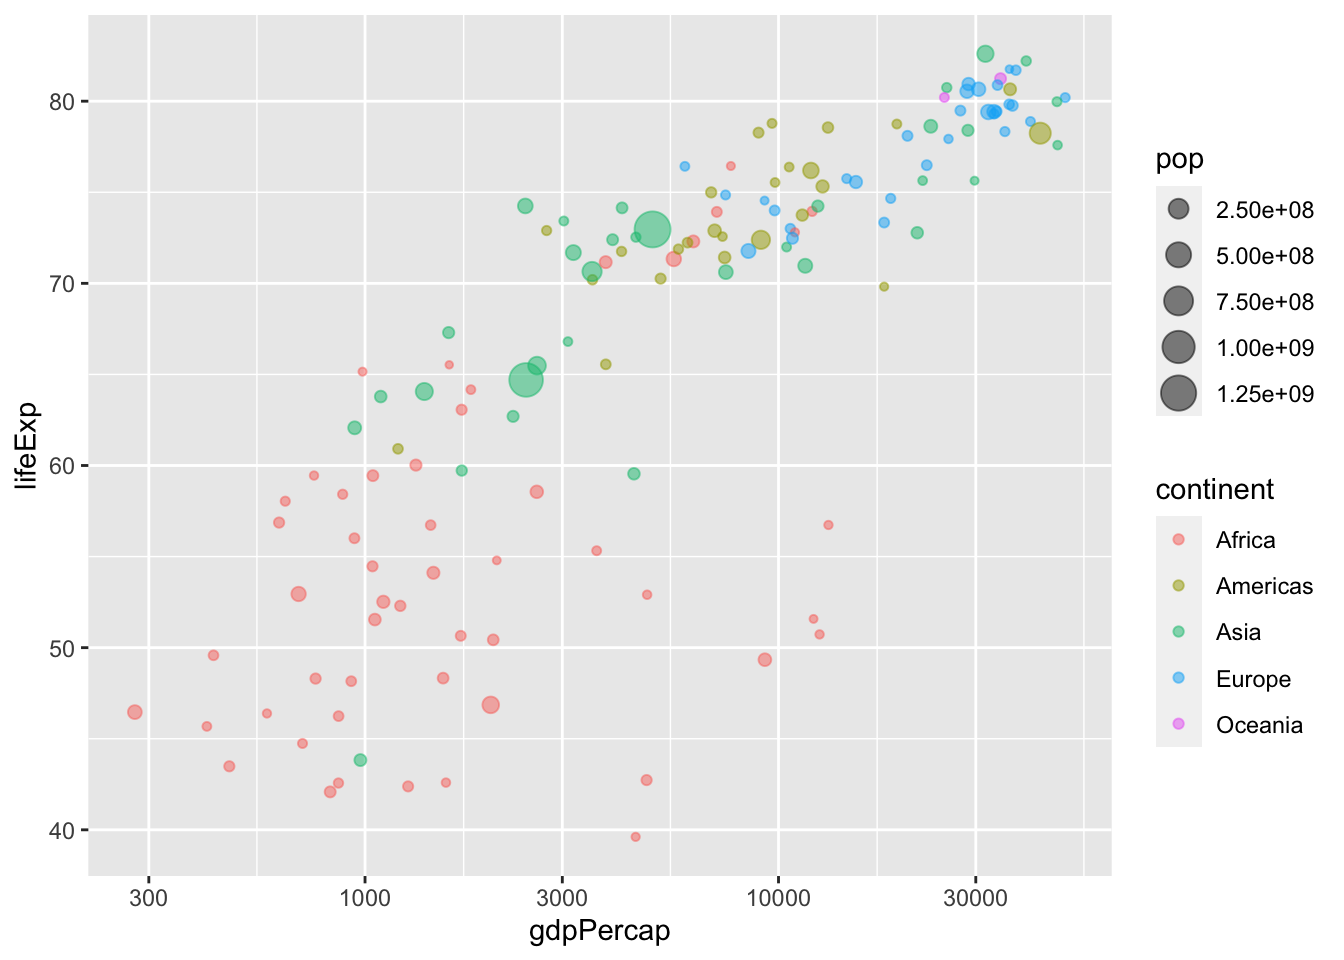 80
70
60
50
40
lifeExp
300
1000
3000
10000
30000
gdpPercap
pop
2.50e+08
5.00e+08
7.50e+08
1.00e+09
1.25e+09
continent
Africa
Americas
Asia
Europe
Oceania